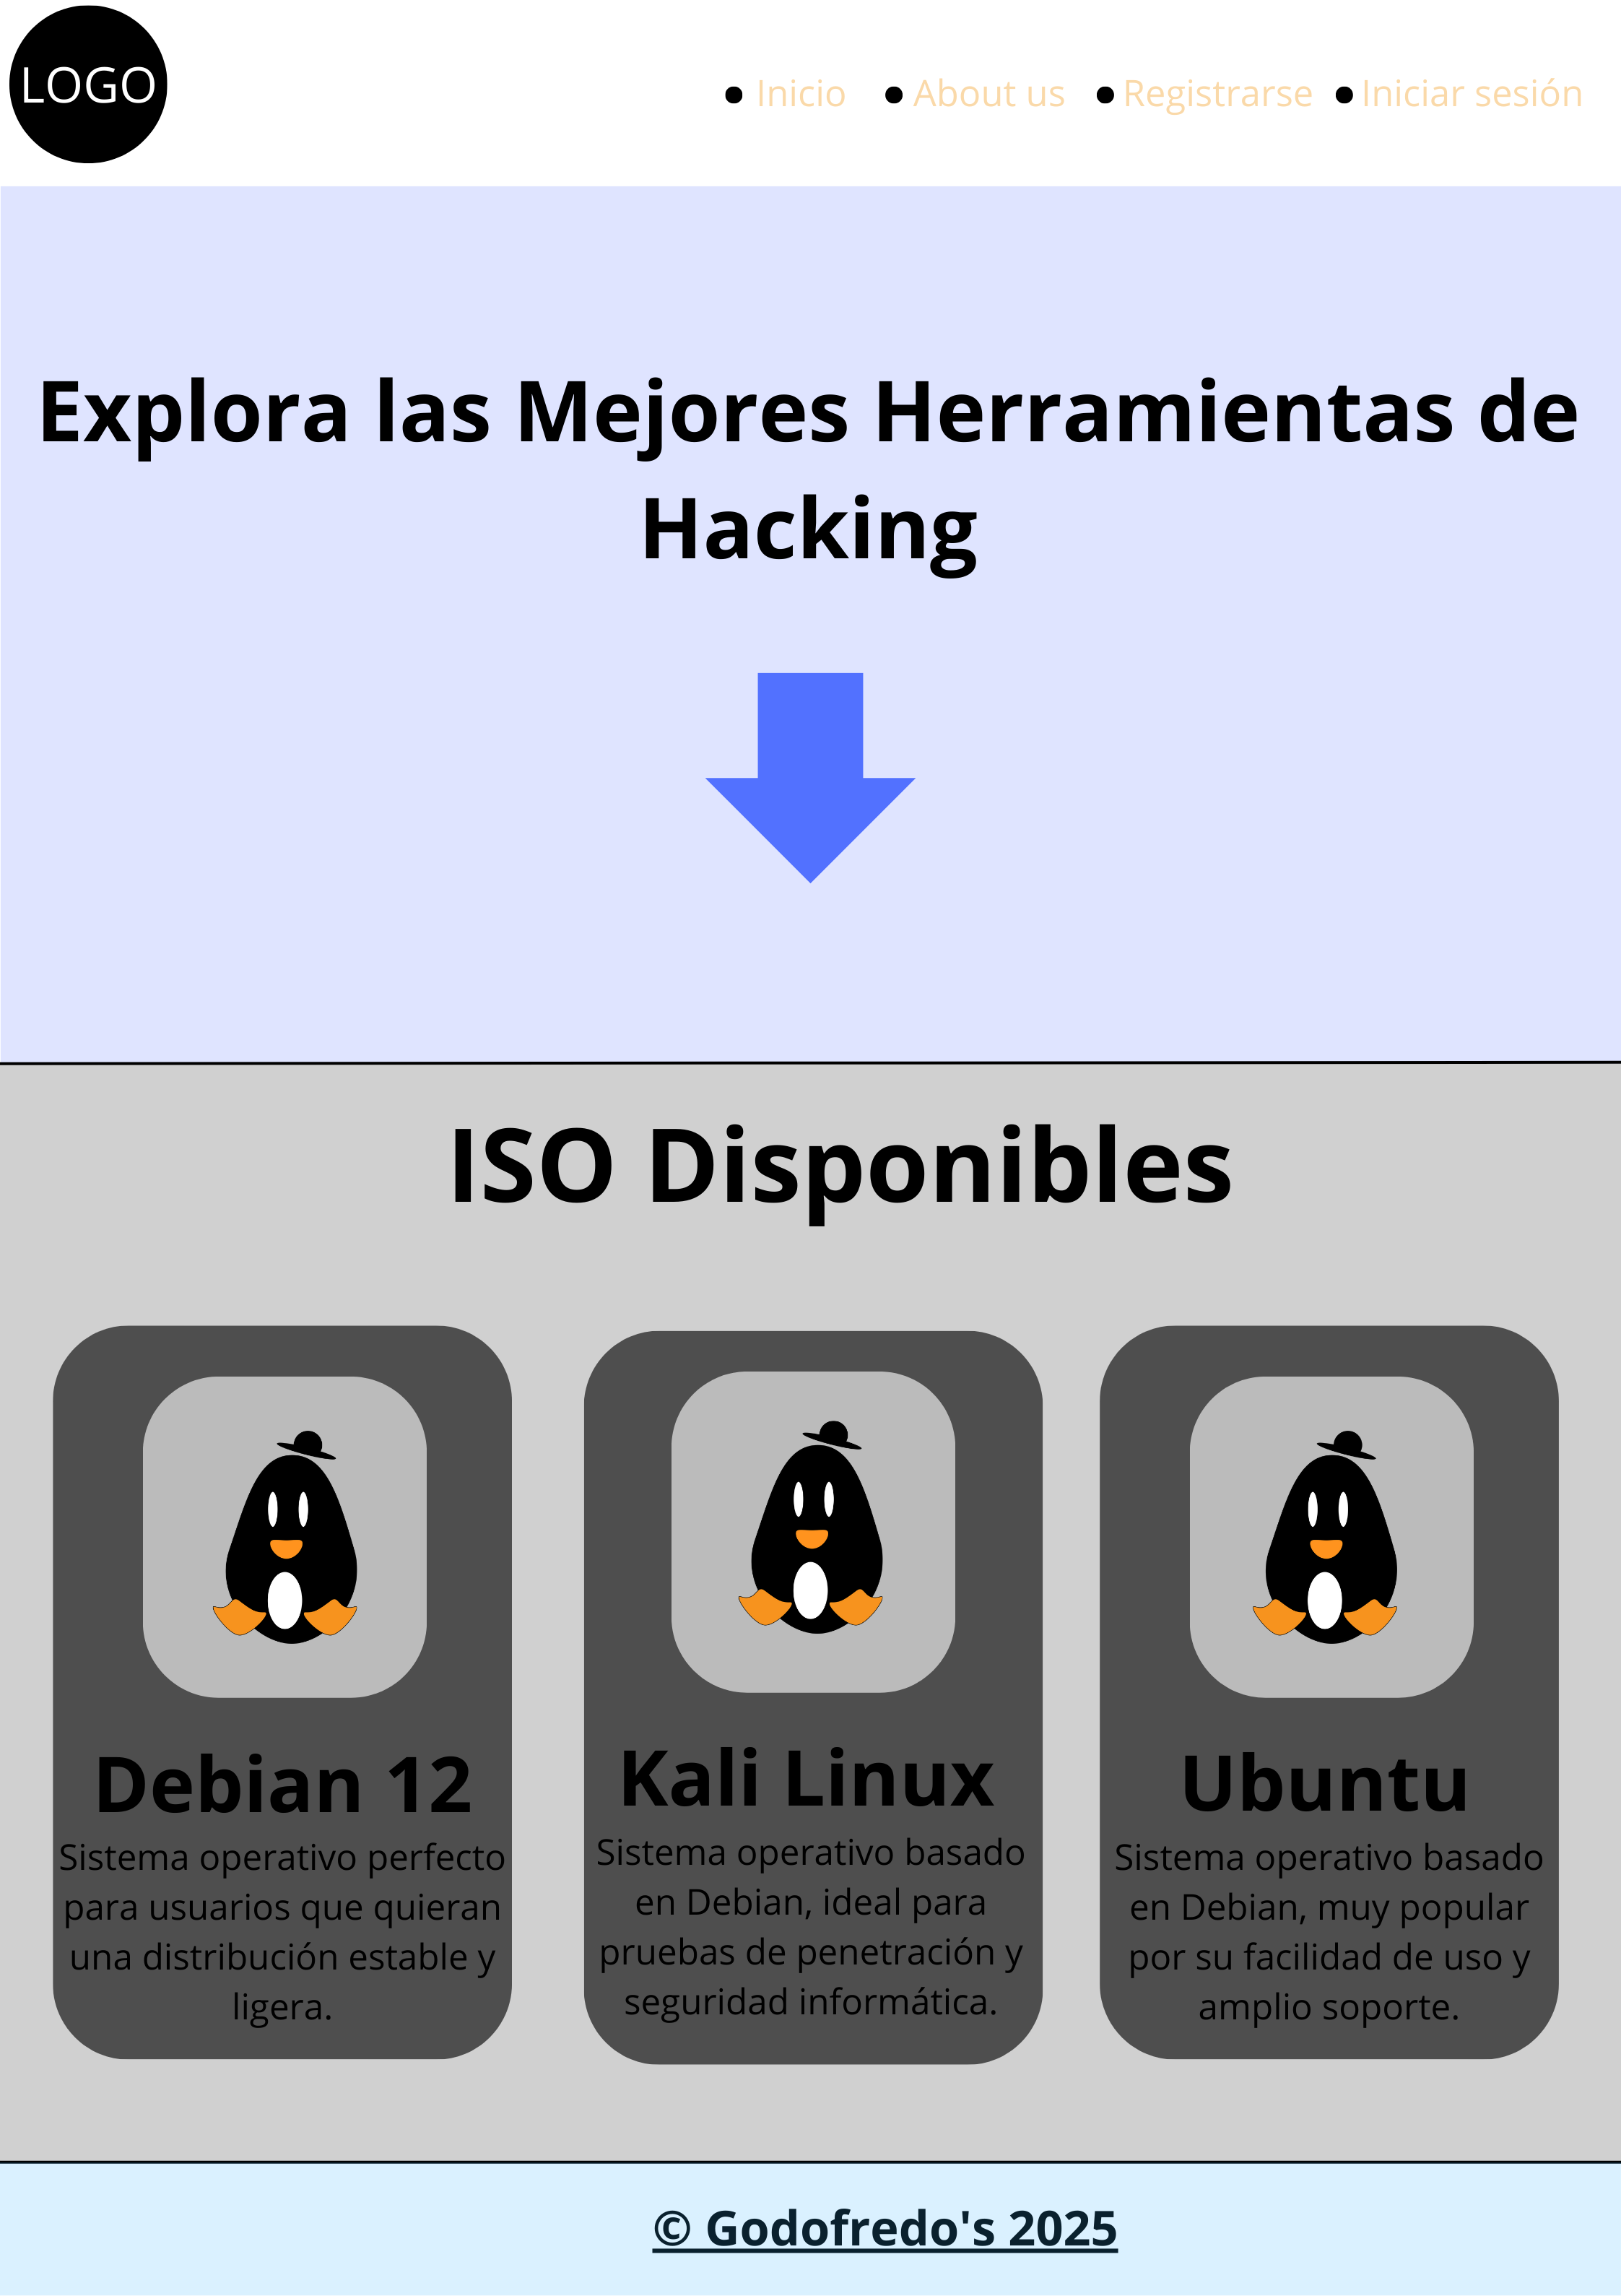 LOGO
• Inicio • About us • Registrarse • Iniciar sesión
Explora las Mejores Herramientas de
Hacking
ISO Disponibles
Debian 12
Sistema operativo perfecto
para usuarios que quieran
una distribución estable y
ligera.
Kali Linux
Sistema operativo basado
en Debian, ideal para
pruebas de penetración y
seguridad informática.
Ubuntu
Sistema operativo basado
en Debian, muy popular
por su facilidad de uso y
amplio soporte.
© Godofredo's 2025